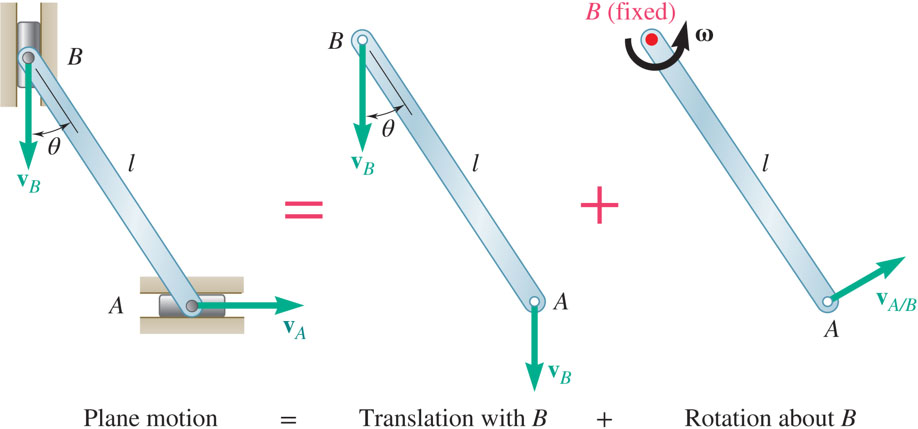 B (fixed)
B
B
ω
θ
θ
l
l
l
v_B
v_B
=
+
A
A
v_A
v_A/B
A
v_B
Plane motion = Translation with B + Rotation about B